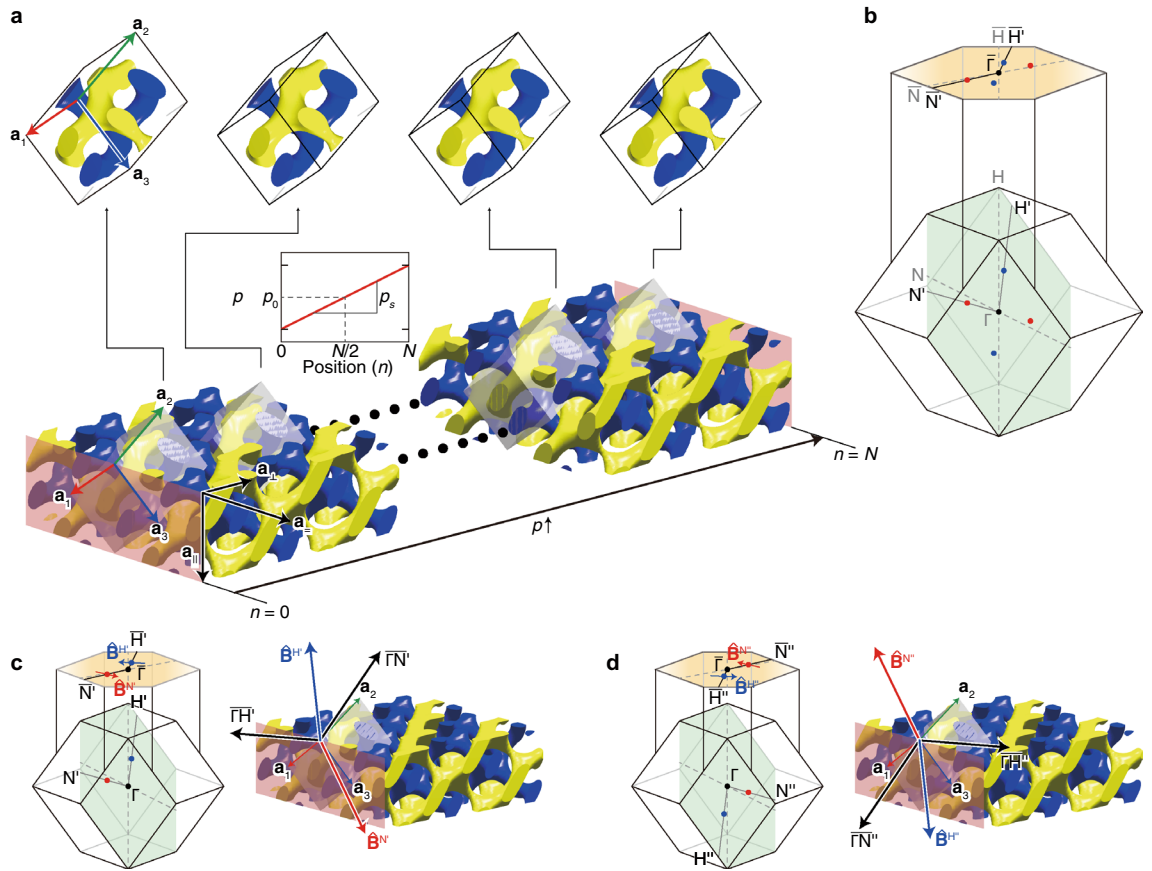 a
a₂
a₁
a₃
p
p₀
pₛ
0
N/2
N
Position (n)
a₂
a₁
a₃
a⊥
a₌
a||
p↑
n = 0
n = N
b
H̅ H̅'
Γ̅
N̅ N̅'
H
H'
N
N'
Γ
c
H̅'
B̂ᴴ'
Γ̅
N̅'
B̂ᴺ'
H'
N'
Γ
B̂ᴴ'
Γ̅N̅'
a₂
Γ̅H̅'
a₁
a₃
B̂ᴺ'
d
B̂ᴺ''
N̅''
Γ̅
H̅''
B̂ᴴ''
Γ
N''
H''
B̂ᴺ''
a₂
a₁
Γ̅H̅''
a₃
Γ̅N̅''
B̂ᴴ''